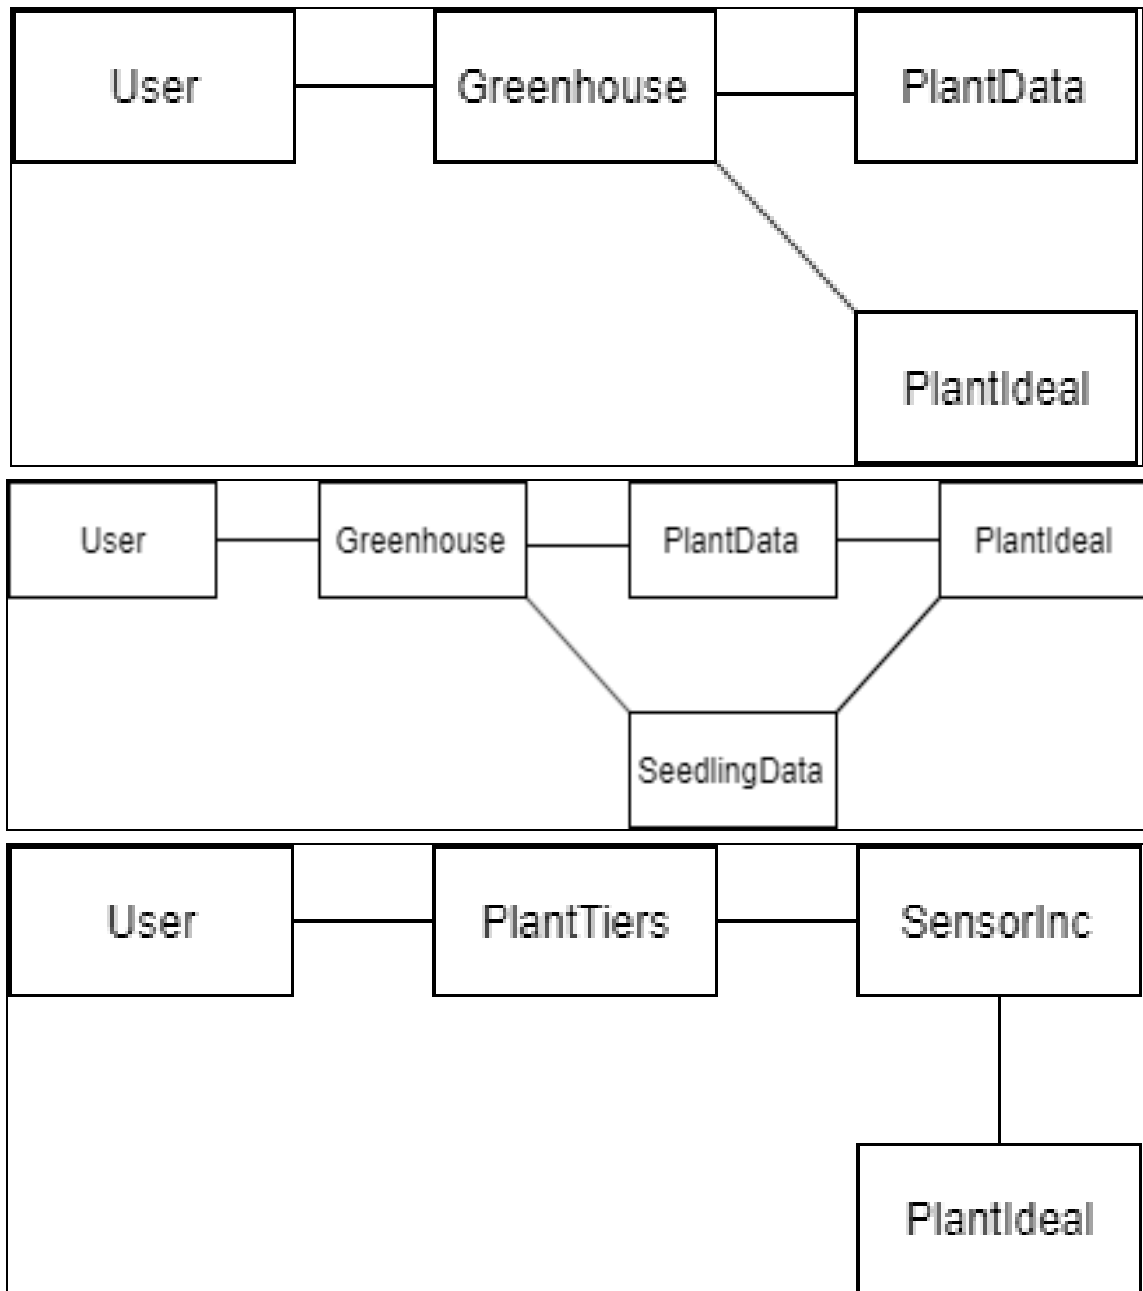 User
Greenhouse
PlantData
PlantIdeal
User
Greenhouse
PlantData
PlantIdeal
SeedlingData
User
PlantTiers
SensorInc
PlantIdeal